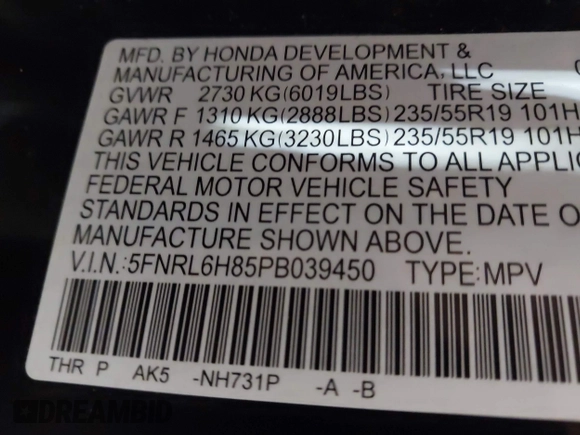 MFD. BY HONDA DEVELOPMENT &
MANUFACTURING OF AMERICA, LLC
GVWR 2730 KG(6019LBS) TIRE SIZE
GAWR F 1310 KG(2888LBS) 235/55R19 101H
GAWR R 1465 KG(3230LBS) 235/55R19 101H
THIS VEHICLE CONFORMS TO ALL APPLIC
FEDERAL MOTOR VEHICLE SAFETY
STANDARDS IN EFFECT ON THE DATE O
MANUFACTURE SHOWN ABOVE.
V.I.N.:5FNRL6H85PB039450 TYPE:MPV
THR P AK5 -NH731P -A -B
DREAMBID